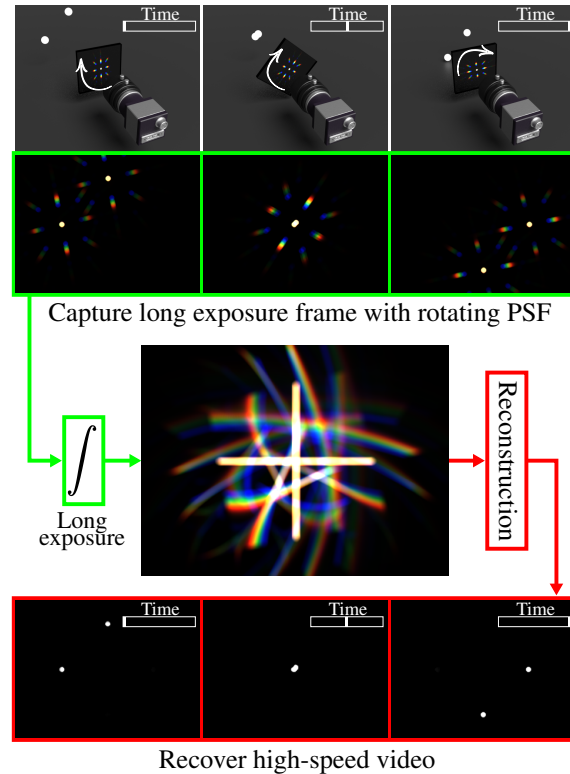 Time
Time
Time
Capture long exposure frame with rotating PSF
∫
Long
exposure
Reconstruction
Time
Time
Time
Recover high-speed video